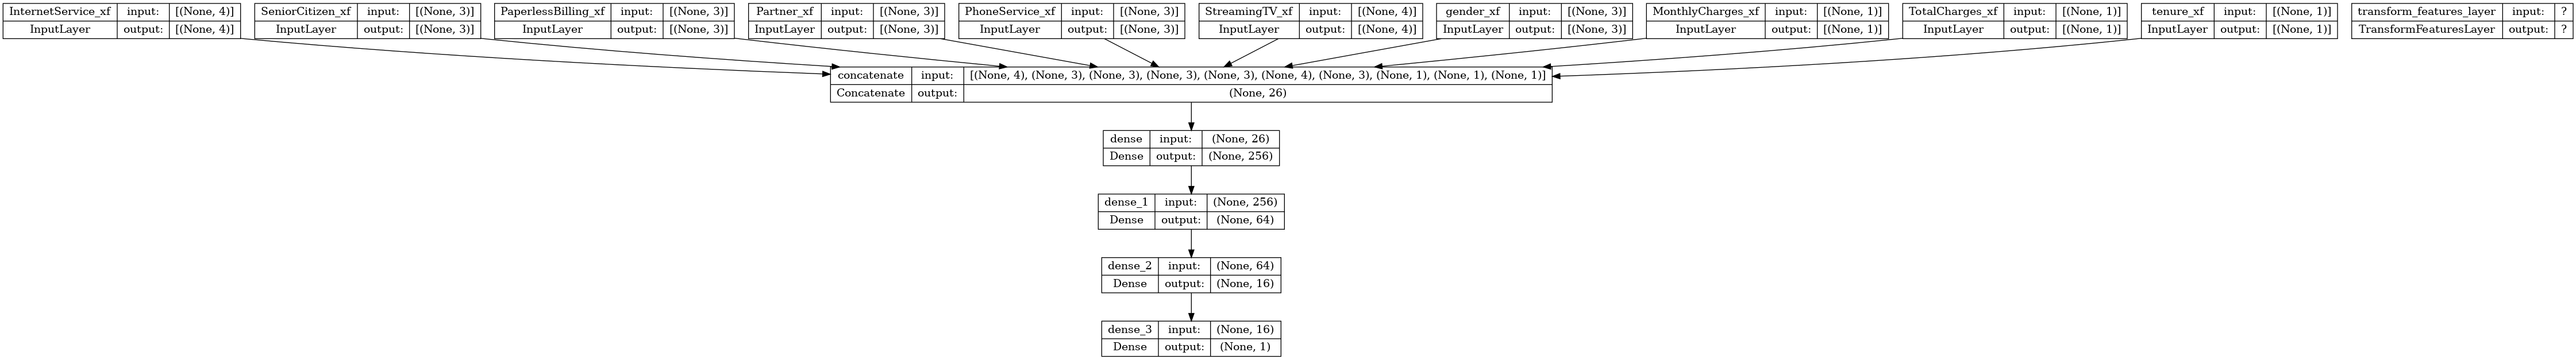 InternetService_xf input: [(None, 4)]
InputLayer output: [(None, 4)]
SeniorCitizen_xf input: [(None, 3)]
InputLayer output: [(None, 3)]
PaperlessBilling_xf input: [(None, 3)]
InputLayer output: [(None, 3)]
Partner_xf input: [(None, 3)]
InputLayer output: [(None, 3)]
PhoneService_xf input: [(None, 3)]
InputLayer output: [(None, 3)]
StreamingTV_xf input: [(None, 4)]
InputLayer output: [(None, 4)]
gender_xf input: [(None, 3)]
InputLayer output: [(None, 3)]
MonthlyCharges_xf input: [(None, 1)]
InputLayer output: [(None, 1)]
TotalCharges_xf input: [(None, 1)]
InputLayer output: [(None, 1)]
tenure_xf input: [(None, 1)]
InputLayer output: [(None, 1)]
transform_features_layer input: ?
TransformFeaturesLayer output: ?
concatenate input: [(None, 4), (None, 3), (None, 3), (None, 3), (None, 3), (None, 4), (None, 3), (None, 1), (None, 1), (None, 1)]
Concatenate output: (None, 26)
dense input: (None, 26)
Dense output: (None, 256)
dense_1 input: (None, 256)
Dense output: (None, 64)
dense_2 input: (None, 64)
Dense output: (None, 16)
dense_3 input: (None, 16)
Dense output: (None, 1)